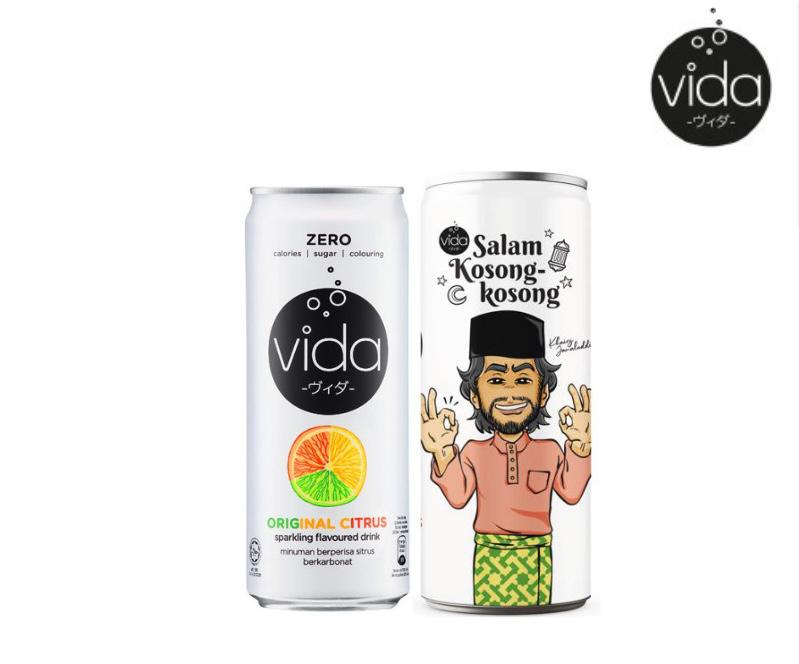 vida
-ヴィダ-
ZERO
calories | sugar | colouring
vida
-ヴィダ-
ORIGINAL CITRUS
sparkling flavoured drink
minuman berperisa sitrus
berkarbonat
vida
Salam
Kosong-
kosong